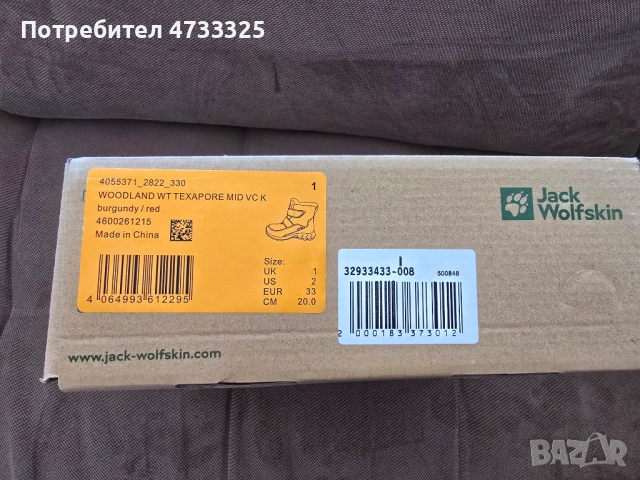 Потребител 4733325
4055371_2822_330
1
WOODLAND WT TEXAPORE MID VC K
burgundy / red
4600261215
Made in China
Size:
UK 1
US 2
EUR 33
CM 20.0
4 064993 612295
Jack
Wolfskin
I
32933433-008
S00848
2 000183 373012
www.jack-wolfskin.com
BAZAR